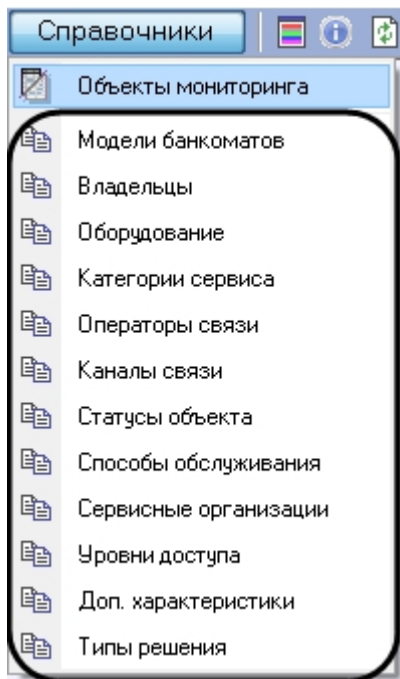 Справочники
Объекты мониторинга
Модели банкоматов
Владельцы
Оборудование
Категории сервиса
Операторы связи
Каналы связи
Статусы объекта
Способы обслуживания
Сервисные организации
Уровни доступа
Доп. характеристики
Типы решения